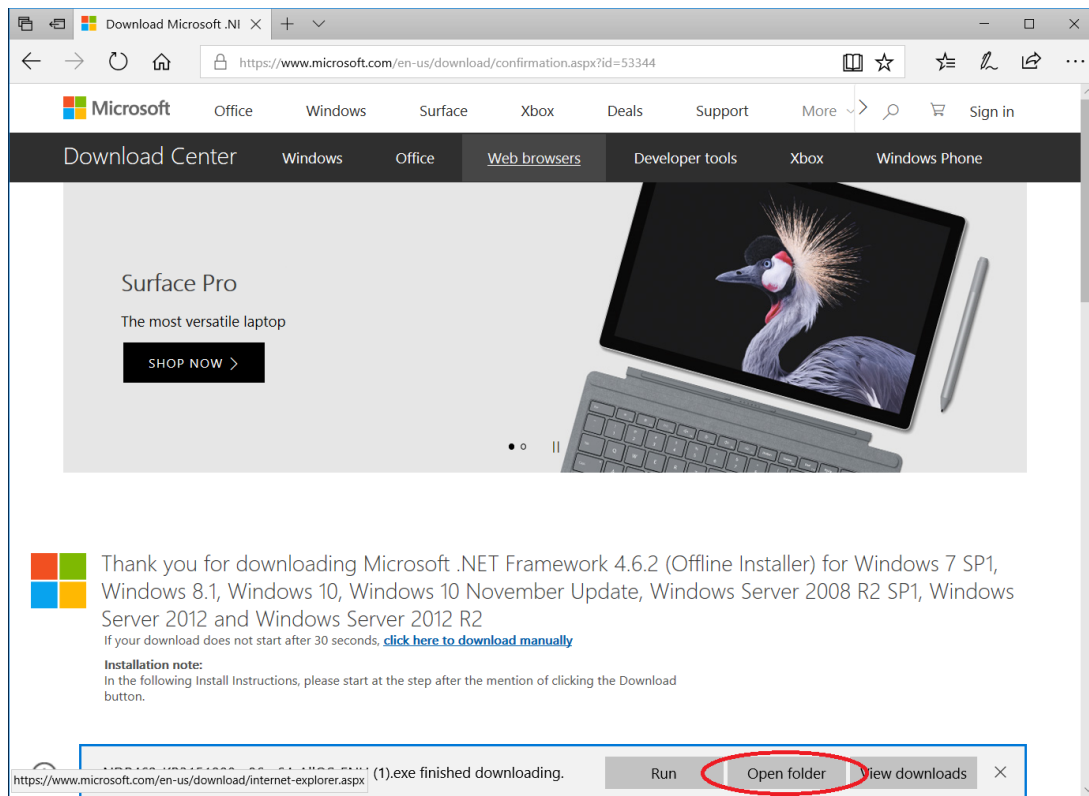 Download Microsoft .NI
https://www.microsoft.com/en-us/download/confirmation.aspx?id=53344
Microsoft Office Windows Surface Xbox Deals Support More Sign in
Download Center Windows Office Web browsers Developer tools Xbox Windows Phone
Surface Pro
The most versatile laptop
SHOP NOW
Thank you for downloading Microsoft .NET Framework 4.6.2 (Offline Installer) for Windows 7 SP1,
Windows 8.1, Windows 10, Windows 10 November Update, Windows Server 2008 R2 SP1, Windows
Server 2012 and Windows Server 2012 R2
If your download does not start after 30 seconds, click here to download manually
Installation note:
In the following Install Instructions, please start at the step after the mention of clicking the Download
button.
(1).exe finished downloading. Run Open folder View downloads
https://www.microsoft.com/en-us/download/internet-explorer.aspx